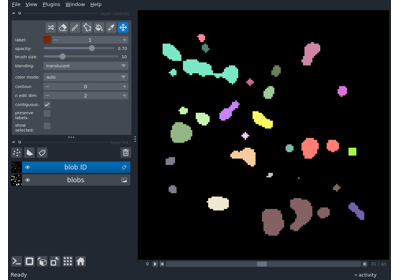 File View Plugins Window Help
label: 1
opacity: 0.70
brush size: 10
blending: translucent
color mode: auto
contour: 0
n edit dim: 2
contiguous:
preserve
labels:
show
selected:
blob ID
blobs
0
Ready
activity